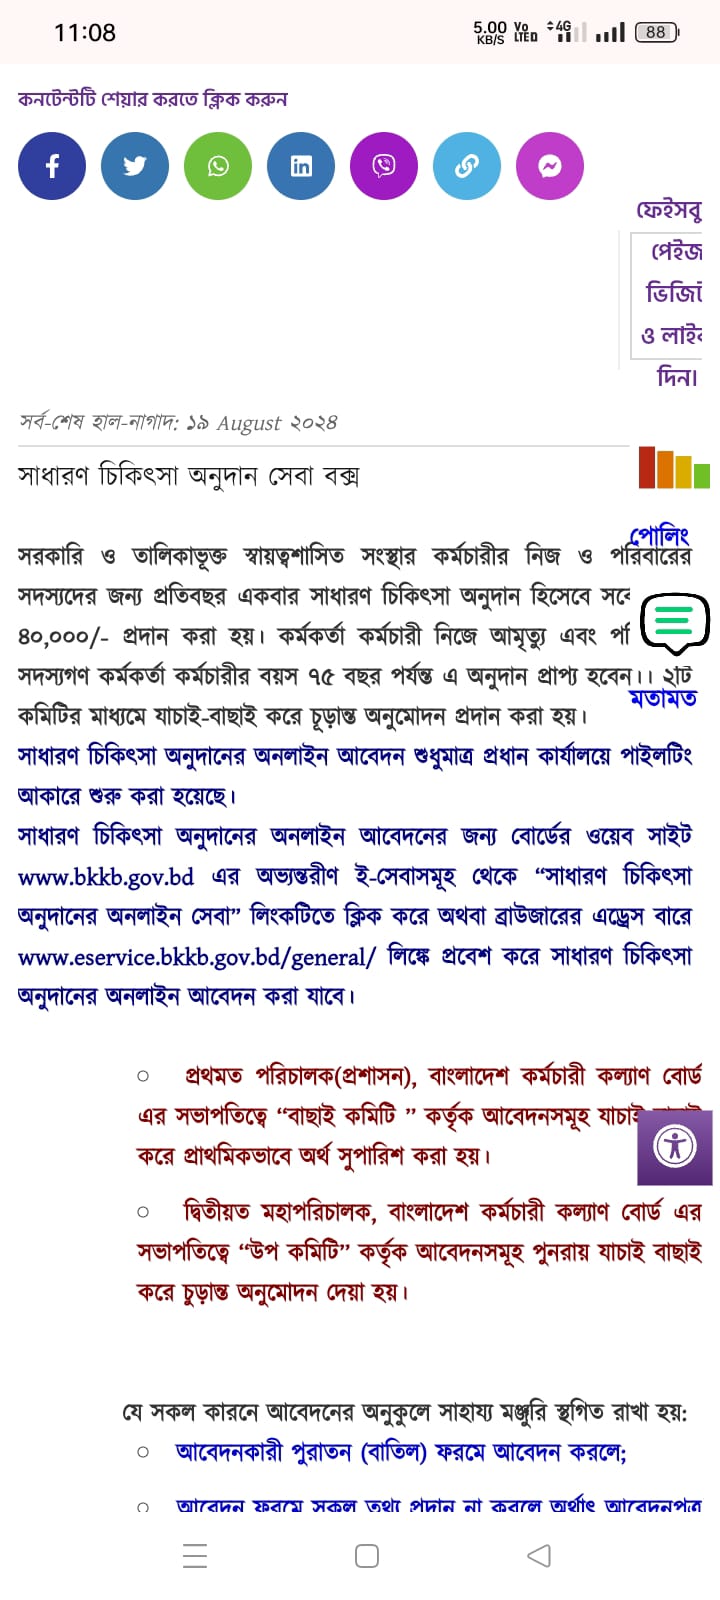 11:08
5.00 KB/S Vo LTED 4G 88
কনটেন্টটি শেয়ার করতে ক্লিক করুন
ফেইসবু
পেইজ
ভিজিট
ও লাইক
দিন।
সর্ব-শেষ হাল-নাগাদ: ১৯ August ২০২৪
সাধারণ চিকিৎসা অনুদান সেবা বক্স
পোলিং
সরকারি ও তালিকাভূক্ত স্বায়ত্বশাসিত সংস্থার কর্মচারীর নিজ ও পরিবারের
সদস্যদের জন্য প্রতিবছর একবার সাধারণ চিকিৎসা অনুদান হিসেবে
৪০,০০০/- প্রদান করা হয়। কর্মকর্তা কর্মচারী নিজে আমৃত্যু এবং
সদস্যগণ কর্মকর্তা কর্মচারীর বয়স ৭৫ বছর পর্যন্ত এ অনুদান প্রাপ্য হবেন।। ২টি
মতামত
কমিটির মাধ্যমে যাচাই-বাছাই করে চূড়ান্ত অনুমোদন প্রদান করা হয়।
সাধারণ চিকিৎসা অনুদানের অনলাইন আবেদন শুধুমাত্র প্রধান কার্যালয়ে পাইলটিং
আকারে শুরু করা হয়েছে।
সাধারণ চিকিৎসা অনুদানের অনলাইন আবেদনের জন্য বোর্ডের ওয়েব সাইট
www.bkkb.gov.bd এর অভ্যন্তরীণ ই-সেবাসমূহ থেকে “সাধারণ চিকিৎসা
অনুদানের অনলাইন সেবা” লিংকটিতে ক্লিক করে অথবা ব্রাউজারের এড্রেস বারে
www.eservice.bkkb.gov.bd/general/ লিঙ্কে প্রবেশ করে সাধারণ চিকিৎসা
অনুদানের অনলাইন আবেদন করা যাবে।
প্রথমত পরিচালক(প্রশাসন), বাংলাদেশ কর্মচারী কল্যাণ বোর্ড
এর সভাপতিত্বে “বাছাই কমিটি ” কর্তৃক আবেদনসমূহ যাচাই
করে প্রাথমিকভাবে অর্থ সুপারিশ করা হয়।
দ্বিতীয়ত মহাপরিচালক, বাংলাদেশ কর্মচারী কল্যাণ বোর্ড এর
সভাপতিত্বে “উপ কমিটি” কর্তৃক আবেদনসমূহ পুনরায় যাচাই বাছাই
করে চুড়ান্ত অনুমোদন দেয়া হয়।
যে সকল কারনে আবেদনের অনুকুলে সাহায্য মঞ্জুরি স্থগিত রাখা হয়:
আবেদনকারী পুরাতন (বাতিল) ফরমে আবেদন করলে;
আবেদন ফরমে সকল তথ্য প্রদান না করলে অর্থাৎ আবেদনপত্র